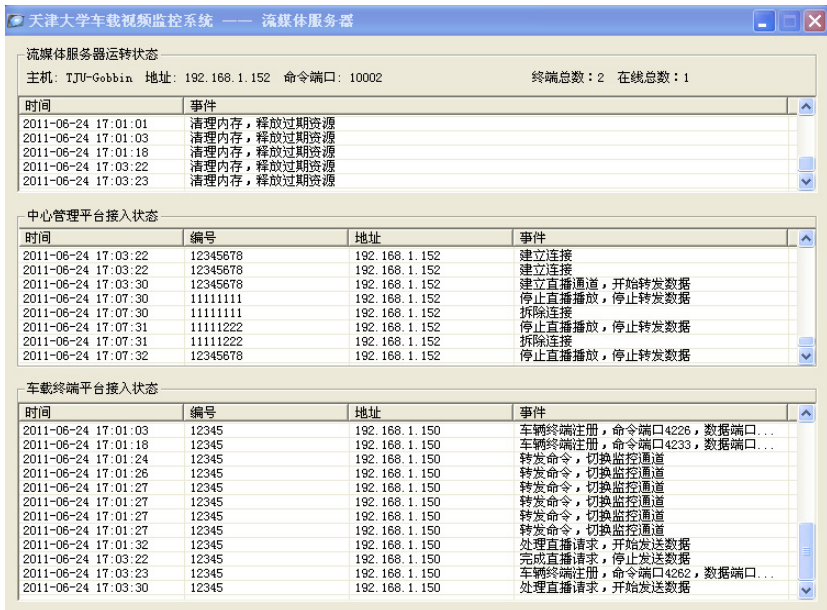 天津大学车载视频监控系统 —— 流媒体服务器
流媒体服务器运转状态
主机: TJU-Gobbin 地址: 192.168.1.152 命令端口: 10002 终端总数：2 在线总数：1
时间 事件
2011-06-24 17:01:01 清理内存，释放过期资源
2011-06-24 17:01:03 清理内存，释放过期资源
2011-06-24 17:01:18 清理内存，释放过期资源
2011-06-24 17:03:22 清理内存，释放过期资源
2011-06-24 17:03:23 清理内存，释放过期资源
中心管理平台接入状态
时间 编号 地址 事件
2011-06-24 17:03:22 12345678 192.168.1.152 建立连接
2011-06-24 17:03:22 12345678 192.168.1.152 建立连接
2011-06-24 17:03:30 12345678 192.168.1.152 建立直播通道，开始转发数据
2011-06-24 17:07:30 11111111 192.168.1.152 停止直播播放，停止转发数据
2011-06-24 17:07:30 11111111 192.168.1.152 拆除连接
2011-06-24 17:07:31 11111222 192.168.1.152 停止直播播放，停止转发数据
2011-06-24 17:07:31 11111222 192.168.1.152 拆除连接
2011-06-24 17:07:32 12345678 192.168.1.152 停止直播播放，停止转发数据
车载终端平台接入状态
时间 编号 地址 事件
2011-06-24 17:01:03 12345 192.168.1.150 车辆终端注册，命令端口4226，数据端口...
2011-06-24 17:01:18 12345 192.168.1.150 车辆终端注册，命令端口4233，数据端口...
2011-06-24 17:01:24 12345 192.168.1.150 转发命令，切换监控通道
2011-06-24 17:01:26 12345 192.168.1.150 转发命令，切换监控通道
2011-06-24 17:01:27 12345 192.168.1.150 转发命令，切换监控通道
2011-06-24 17:01:27 12345 192.168.1.150 转发命令，切换监控通道
2011-06-24 17:01:27 12345 192.168.1.150 转发命令，切换监控通道
2011-06-24 17:01:27 12345 192.168.1.150 转发命令，切换监控通道
2011-06-24 17:01:32 12345 192.168.1.150 处理直播请求，开始发送数据
2011-06-24 17:03:22 12345 192.168.1.150 完成直播请求，停止发送数据
2011-06-24 17:03:23 12345 192.168.1.150 车辆终端注册，命令端口4262，数据端口...
2011-06-24 17:03:30 12345 192.168.1.150 处理直播请求，开始发送数据